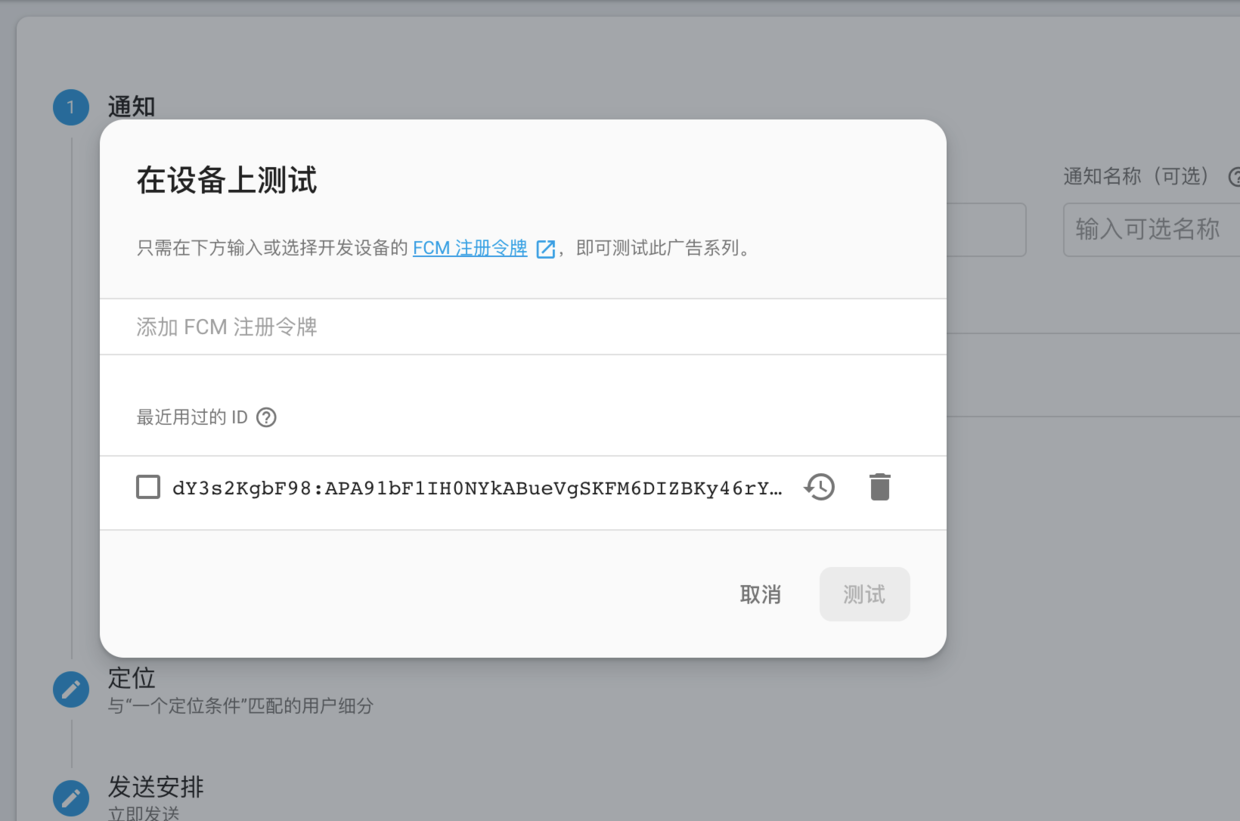 1
通知
在设备上测试
只需在下方输入或选择开发设备的 FCM 注册令牌 ，即可测试此广告系列。
通知名称（可选）
输入可选名称
添加 FCM 注册令牌
最近用过的 ID
dY3s2KgbF98:APA91bF1IH0NYkABueVgSKFM6DIZBKy46rY…
取消
测试
定位
与“一个定位条件”匹配的用户细分
发送安排
立即发送